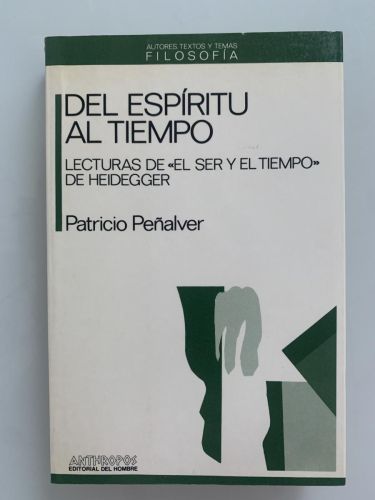 AUTORES, TEXTOS Y TEMAS
FILOSOFÍA
DEL ESPÍRITU
AL TIEMPO
LECTURAS DE «EL SER Y EL TIEMPO»
DE HEIDEGGER
Patricio Peñalver
ANTHROPOS
EDITORIAL DEL HOMBRE